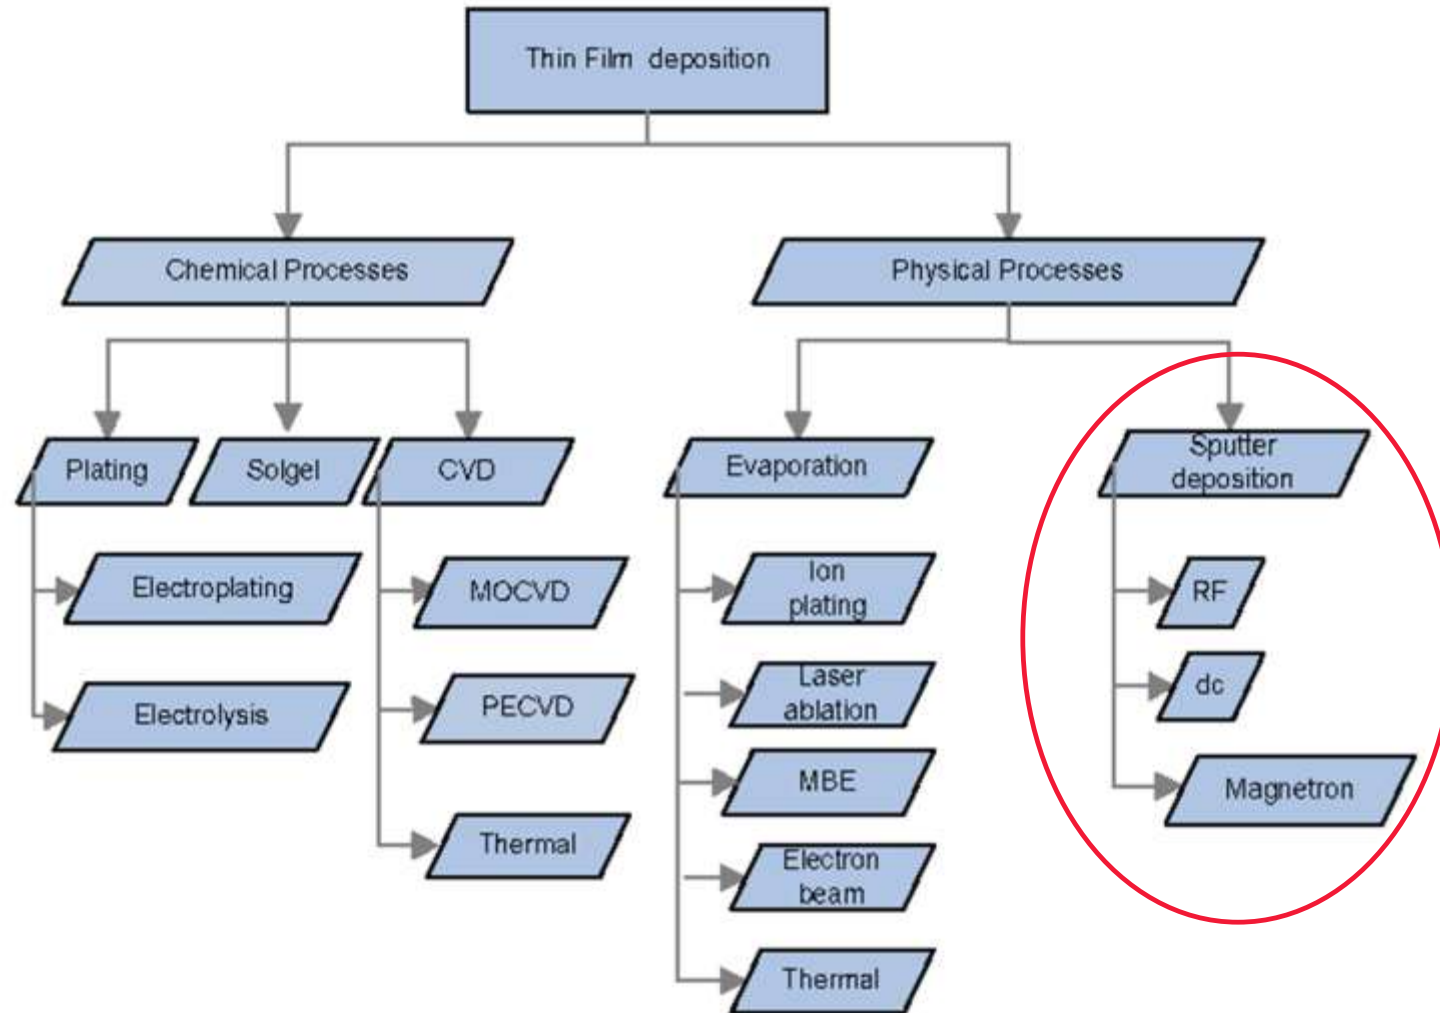 Thin Film deposition
Chemical Processes
Physical Processes
Plating
Solgel
CVD
Evaporation
Sputter
deposition
Electroplating
Electrolysis
MOCVD
PECVD
Thermal
Ion
plating
Laser
ablation
MBE
Electron
beam
Thermal
RF
dc
Magnetron